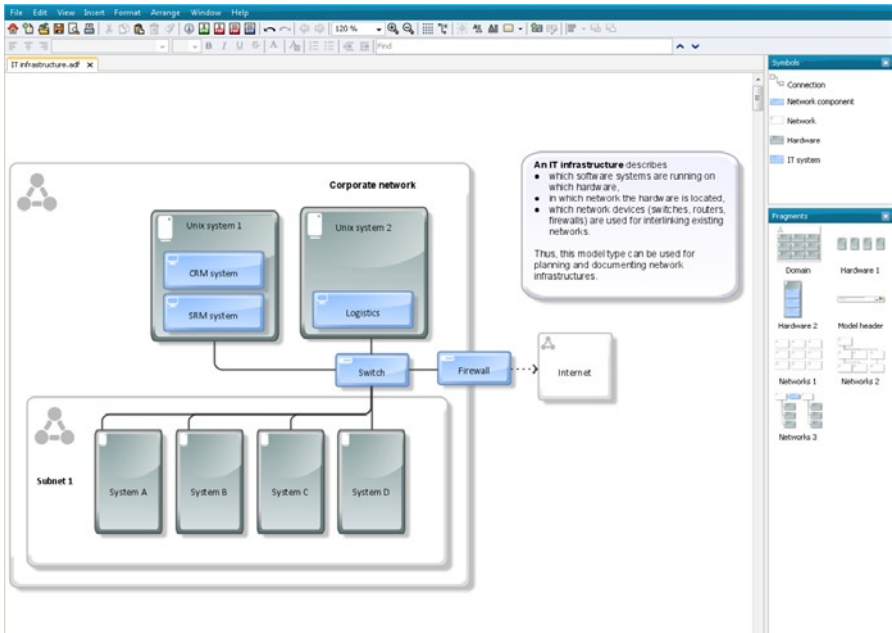 File Edit View Insert Format Arrange Window Help
120 %
B I U S A
Find
IT infrastructure.adf
Symbols
Connection
Network component
Network
Hardware
IT system
Fragments
Domain
Hardware 1
Hardware 2
Model header
Networks 1
Networks 2
Networks 3
Corporate network
Unix system 1
CRM system
SRM system
Unix system 2
Logistics
Switch
Firewall
Internet
Subnet 1
System A
System B
System C
System D
An IT infrastructure describes
● which software systems are running on
which hardware,
● in which network the hardware is located,
● which network devices (switches, routers,
firewalls) are used for interlinking existing
networks.
Thus, this model type can be used for
planning and documenting network
infrastructures.